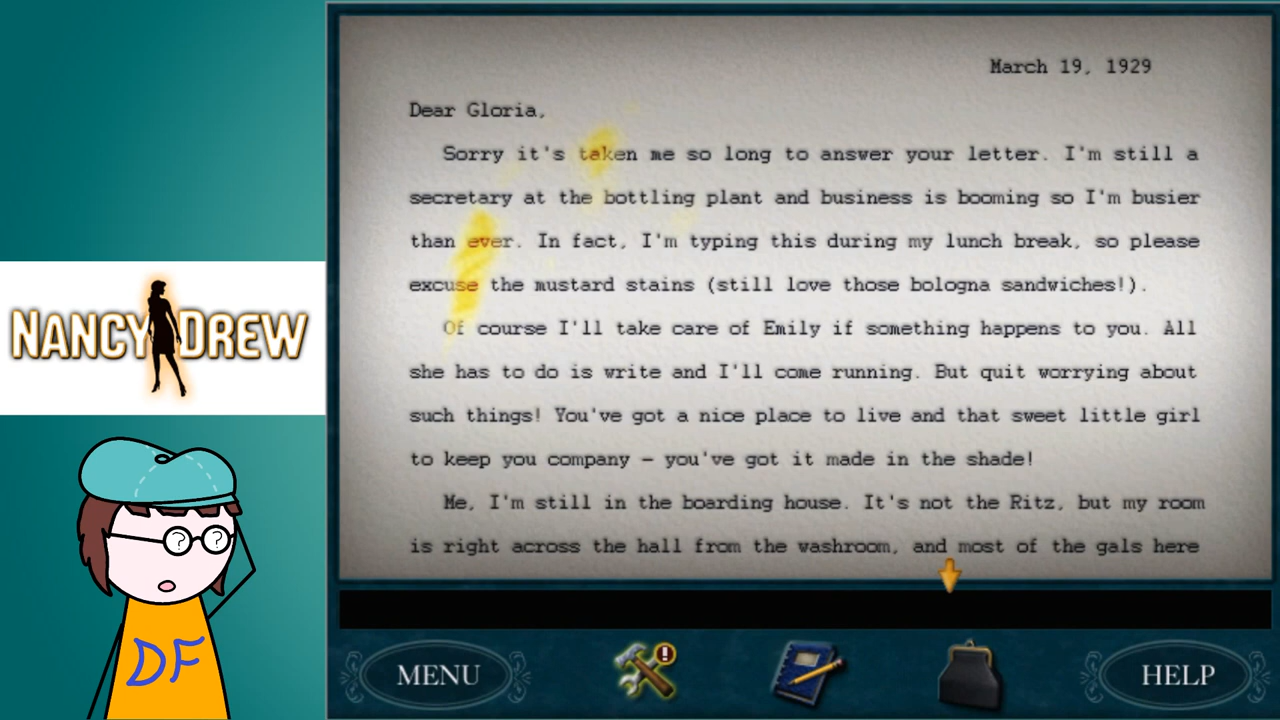 March 19, 1929
Dear Gloria,
Sorry it's taken me so long to answer your letter. I'm still a
secretary at the bottling plant and business is booming so I'm busier
than ever. In fact, I'm typing this during my lunch break, so please
excuse the mustard stains (still love those bologna sandwiches!).
Of course I'll take care of Emily if something happens to you. All
she has to do is write and I'll come running. But quit worrying about
such things! You've got a nice place to live and that sweet little girl
to keep you company — you've got it made in the shade!
Me, I'm still in the boarding house. It's not the Ritz, but my room
is right across the hall from the washroom, and most of the gals here
NANCY DREW
? ?
DF
!
MENU
HELP